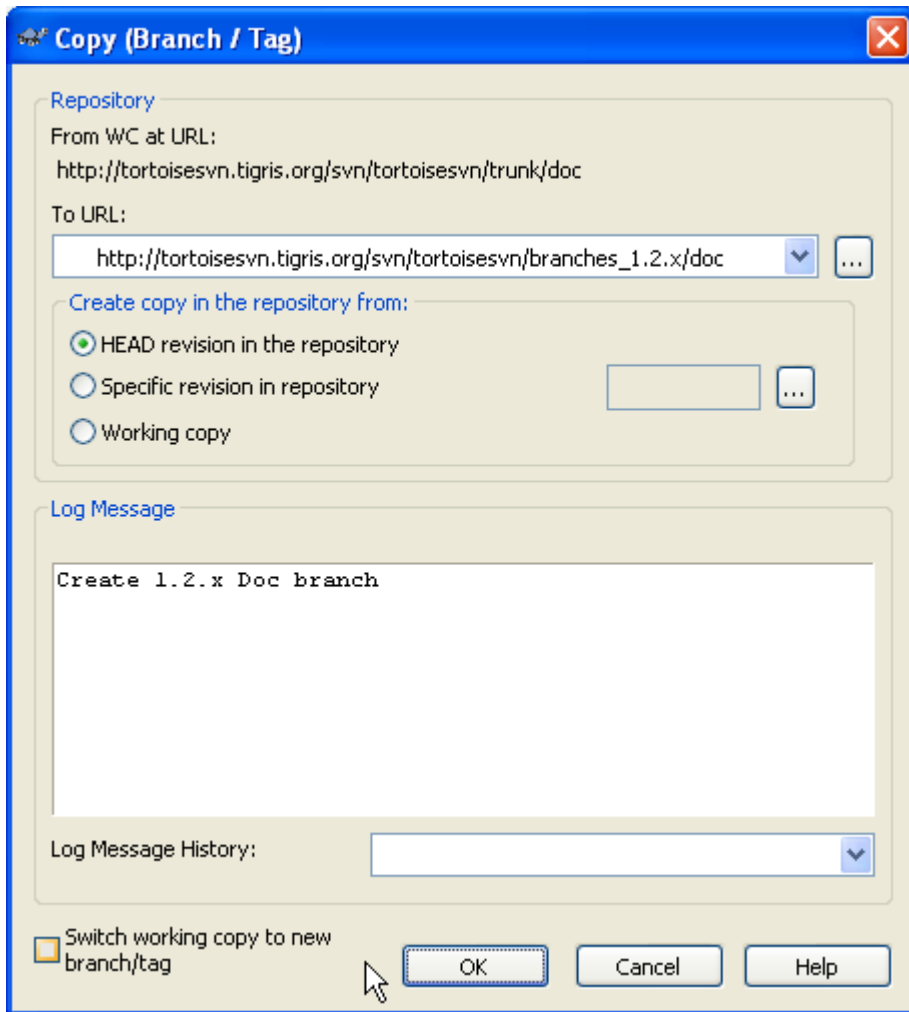 Copy (Branch / Tag)
Repository
From WC at URL:
http://tortoisesvn.tigris.org/svn/tortoisesvn/trunk/doc
To URL:
http://tortoisesvn.tigris.org/svn/tortoisesvn/branches_1.2.x/doc
...
Create copy in the repository from:
HEAD revision in the repository
Specific revision in repository
...
Working copy
Log Message
Create 1.2.x Doc branch
Log Message History:
Switch working copy to new
branch/tag
OK
Cancel
Help